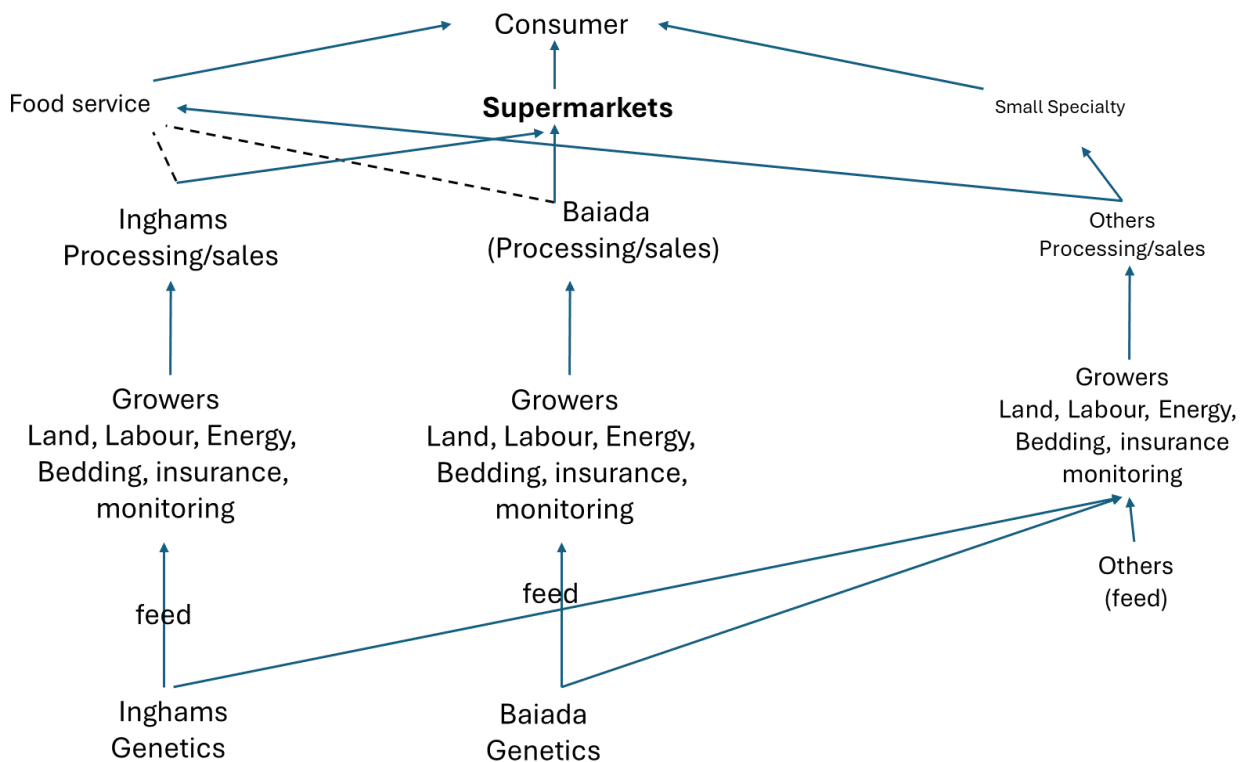 Consumer
Food service
Supermarkets
Small Specialty
Inghams
Processing/sales
Baiada
(Processing/sales)
Others
Processing/sales
Growers
Land, Labour, Energy,
Bedding, insurance,
monitoring
Growers
Land, Labour, Energy,
Bedding, insurance,
monitoring
Growers
Land, Labour, Energy,
Bedding, insurance
monitoring
feed
feed
Others
(feed)
Inghams
Genetics
Baiada
Genetics